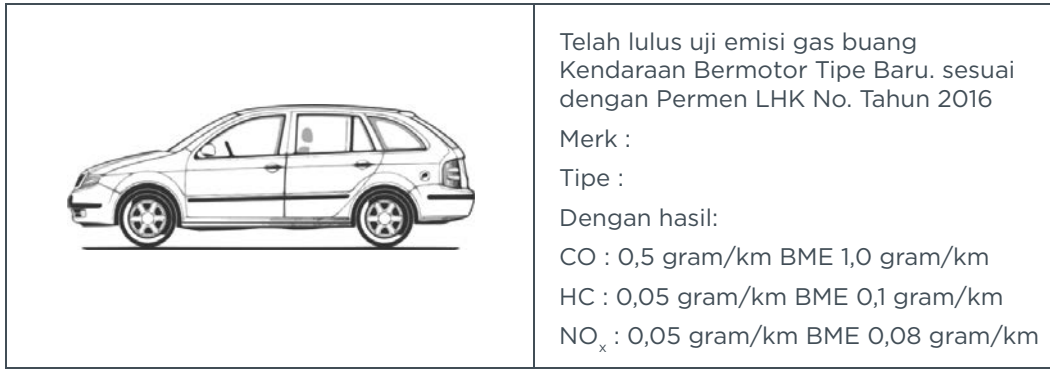 Telah lulus uji emisi gas buang
Kendaraan Bermotor Tipe Baru. sesuai
dengan Permen LHK No. Tahun 2016
Merk :
Tipe :
Dengan hasil:
CO : 0,5 gram/km BME 1,0 gram/km
HC : 0,05 gram/km BME 0,1 gram/km
NOx : 0,05 gram/km BME 0,08 gram/km